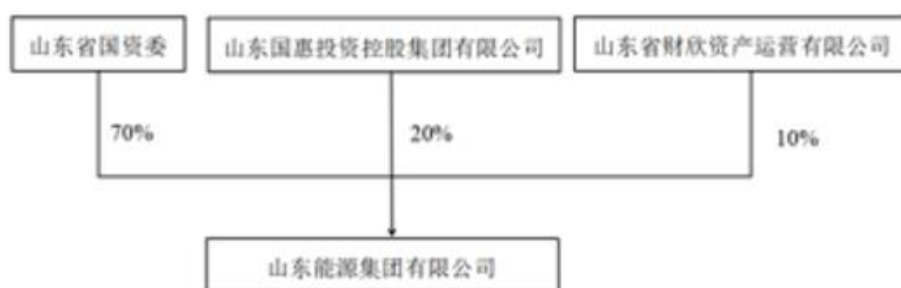 山东省国资委
山东国惠投资控股集团有限公司
山东省财欣资产运营有限公司
70%
20%
10%
山东能源集团有限公司